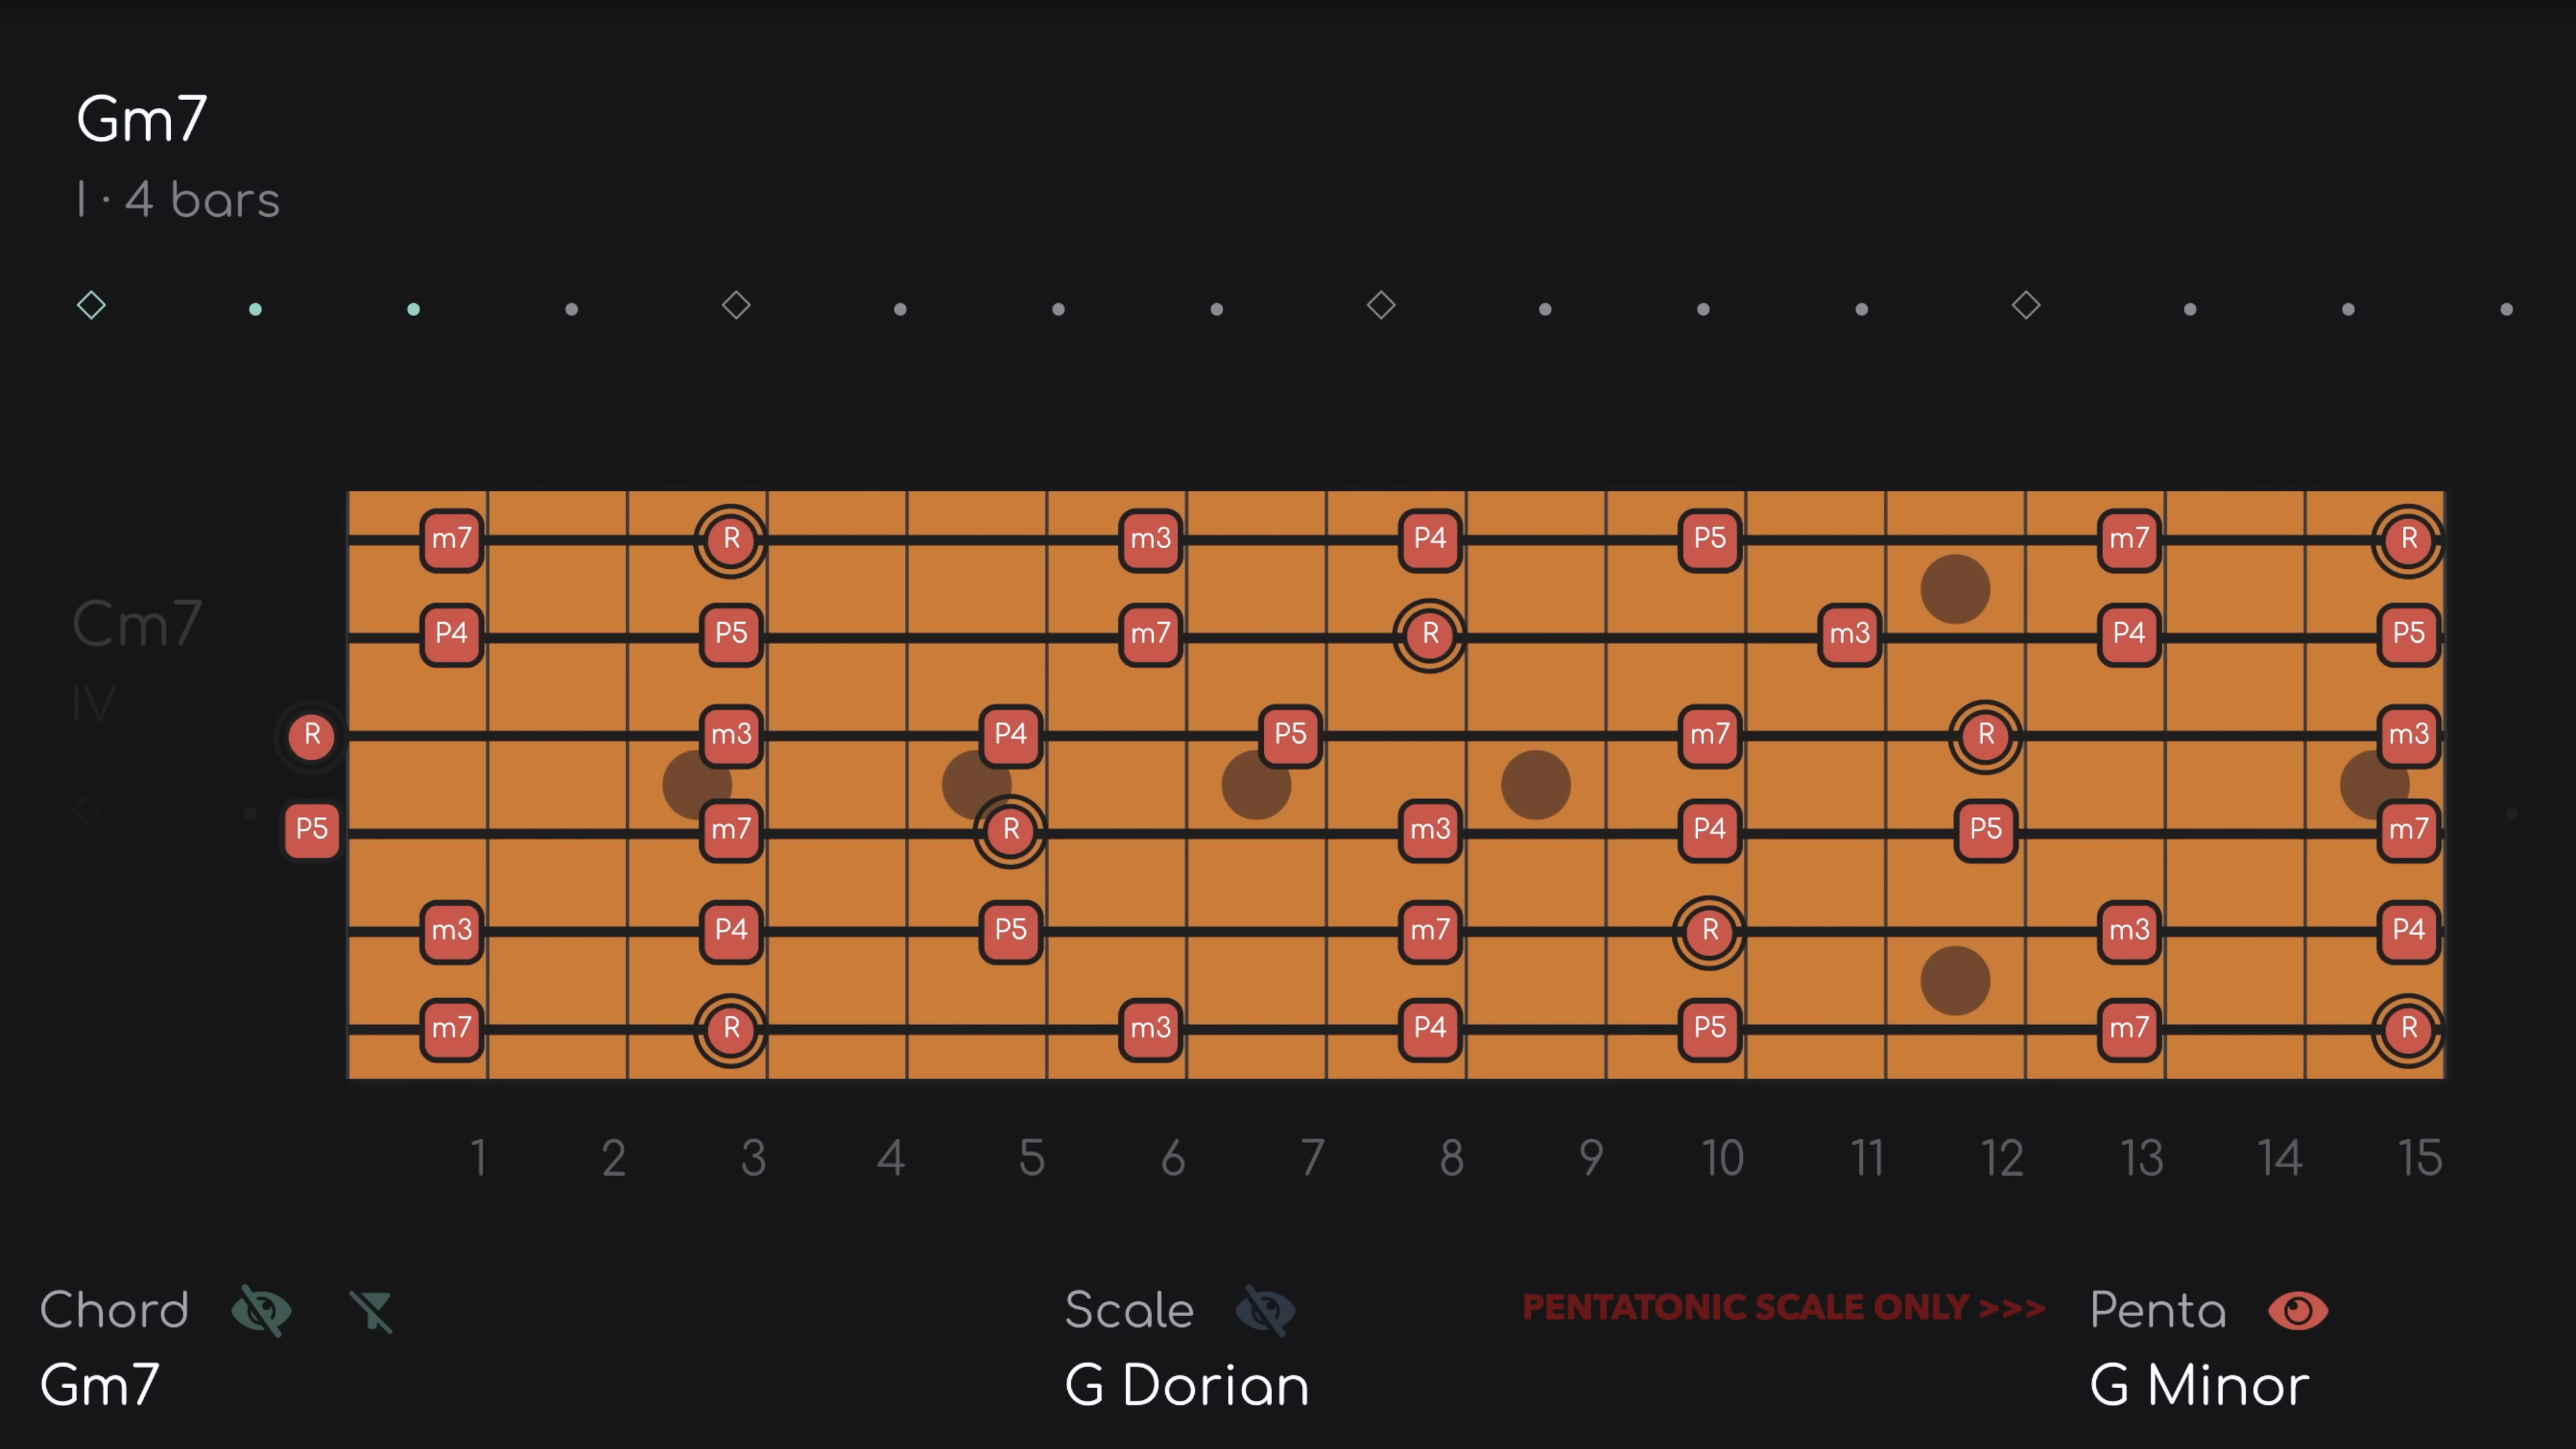 Gm7
I · 4 bars
m7 R m3 P4 P5 m7 R
Cm7
P4 P5 m7 R m3 P4 P5
IV
R m3 P4 P5 m7 R m3
P5 m7 R m3 P4 P5 m7
m3 P4 P5 m7 R m3 P4
m7 R m3 P4 P5 m7 R
1 2 3 4 5 6 7 8 9 10 11 12 13 14 15
Chord Scale PENTATONIC SCALE ONLY >>> Penta
Gm7 G Dorian G Minor